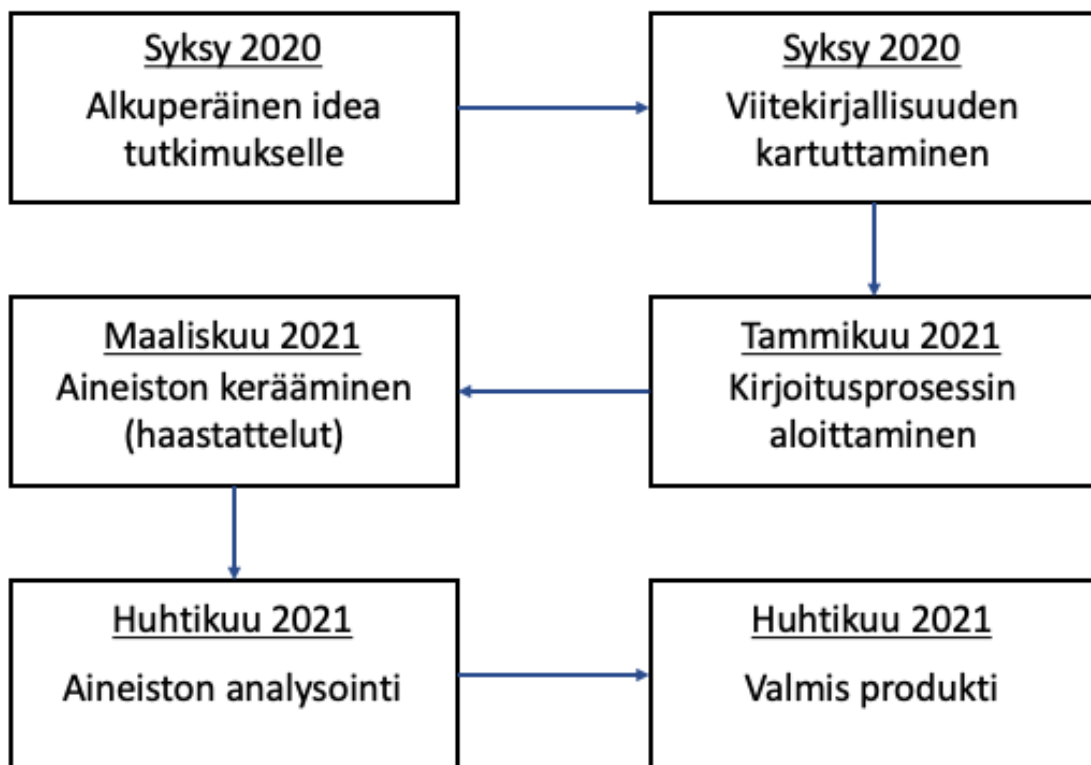 Syksy 2020
Alkuperäinen idea
tutkimukselle
Syksy 2020
Viitekirjallisuuden
kartuttaminen
Tammikuu 2021
Kirjoitusprosessin
aloittaminen
Maaliskuu 2021
Aineiston kerääminen
(haastattelut)
Huhtikuu 2021
Aineiston analysointi
Huhtikuu 2021
Valmis produkti